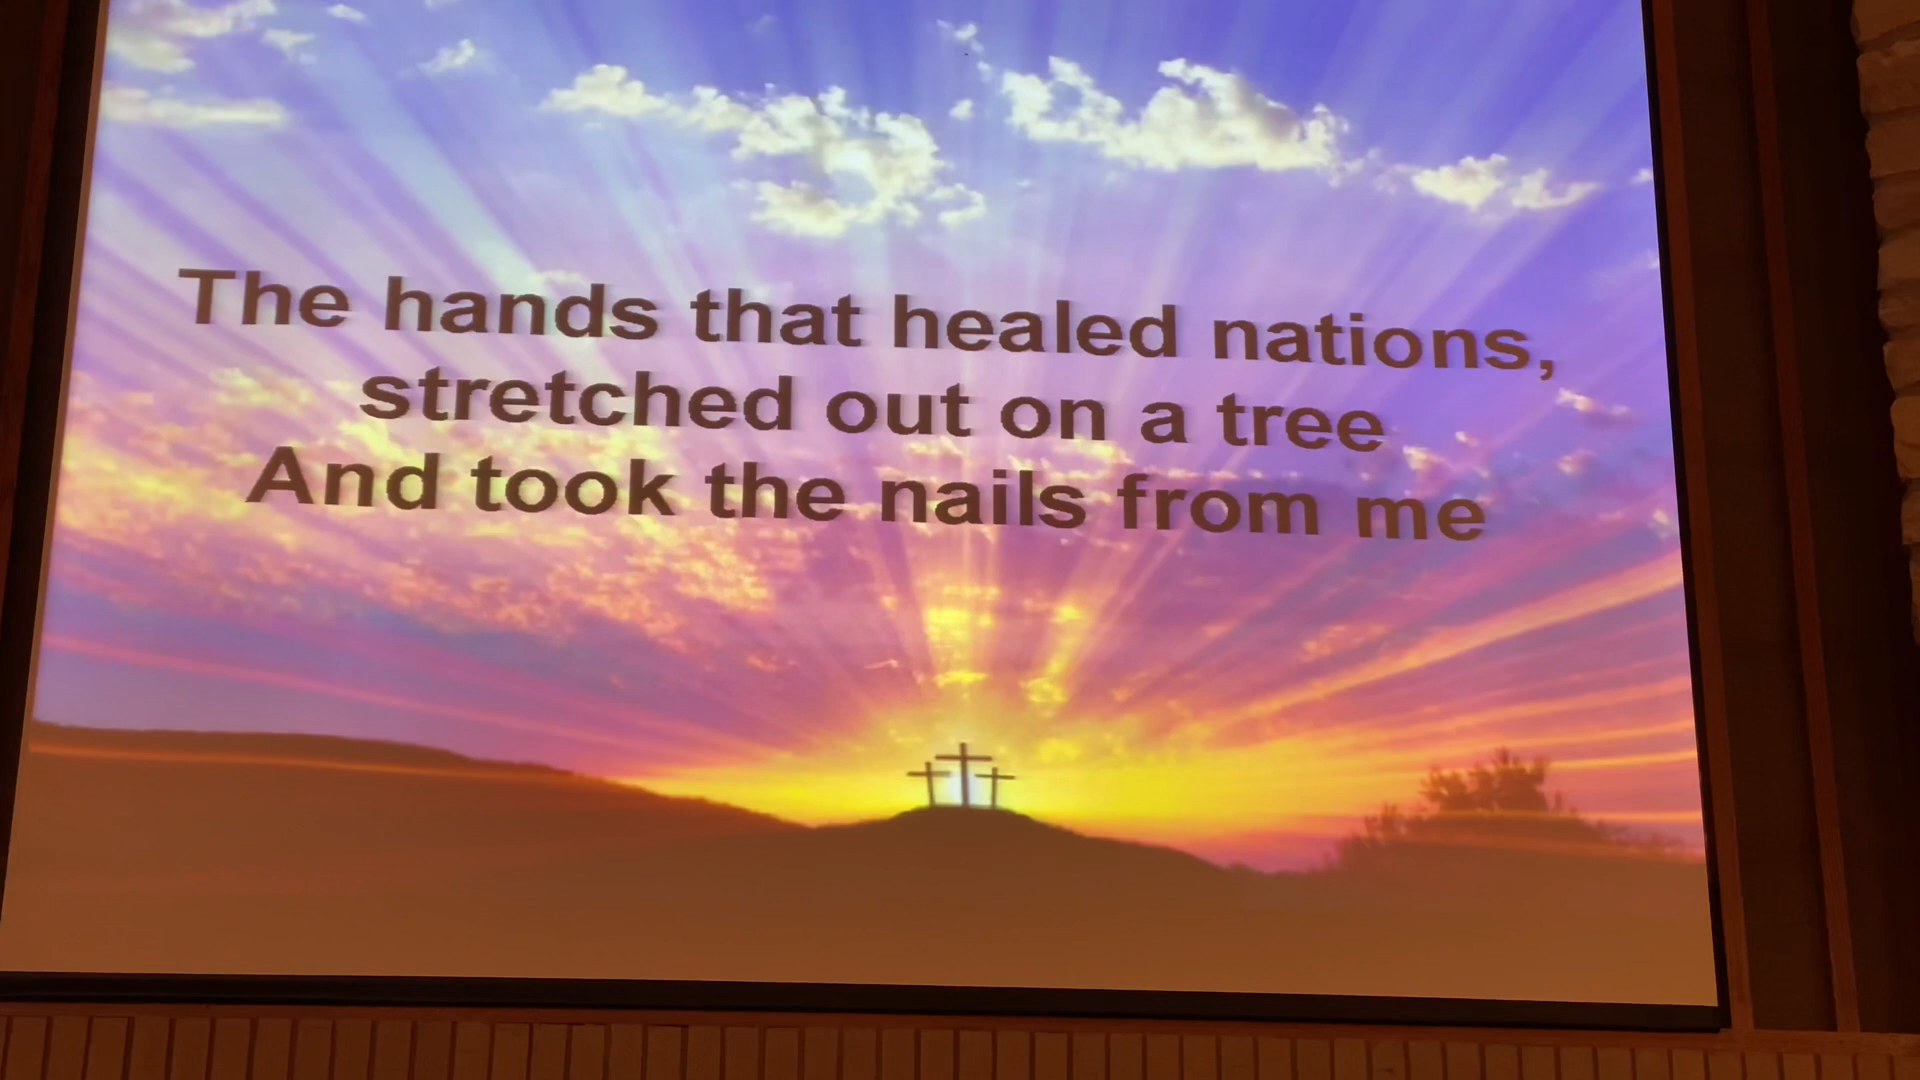 The hands that healed nations,
stretched out on a tree
And took the nails from me